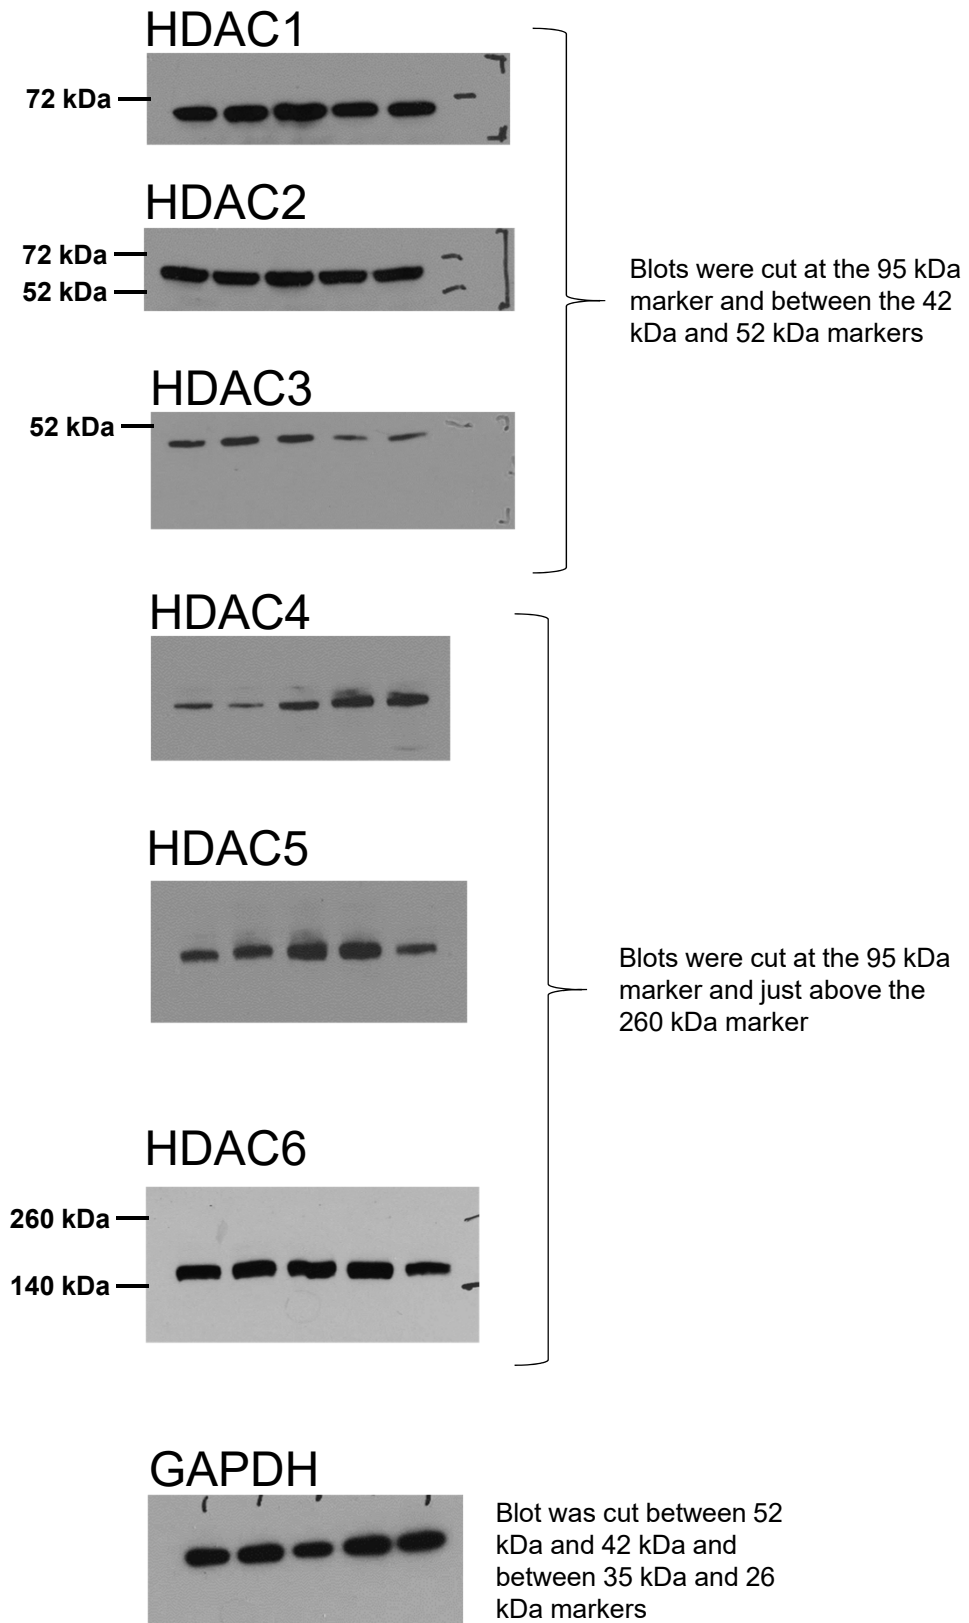 HDAC1
72 kDa
HDAC2
72 kDa
52 kDa
Blots were cut at the 95 kDa
marker and between the 42
kDa and 52 kDa markers
HDAC3
52 kDa
HDAC4
HDAC5
Blots were cut at the 95 kDa
marker and just above the
260 kDa marker
HDAC6
260 kDa
140 kDa
GAPDH
Blot was cut between 52
kDa and 42 kDa and
between 35 kDa and 26
kDa markers